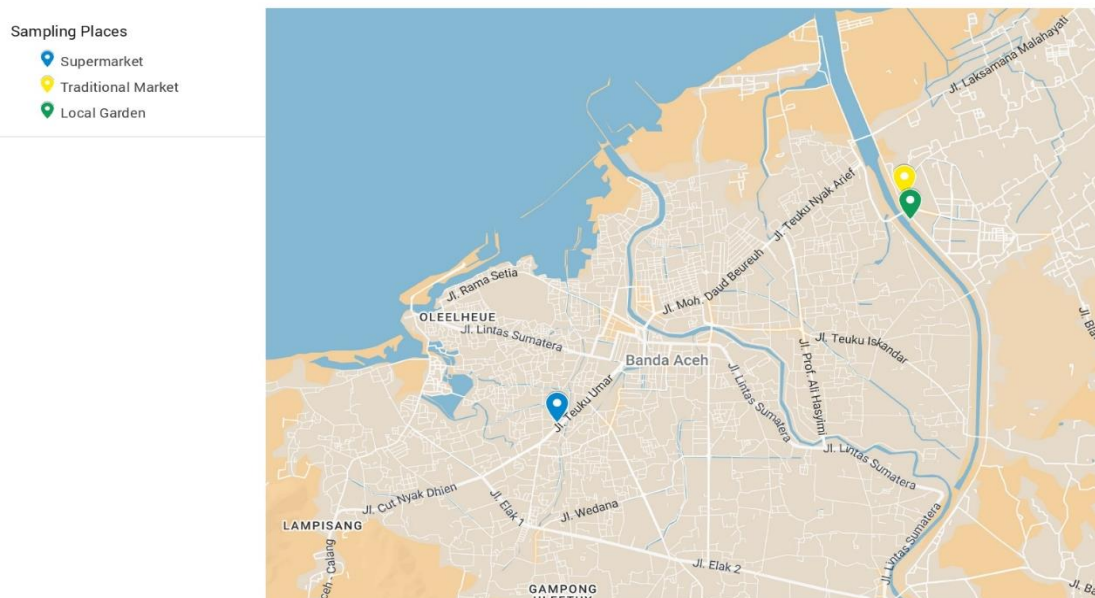 Sampling Places
Supermarket
Traditional Market
Local Garden
Jl. Laksamana Malahayati
Jl. Teuku Nyak Arief
Jl. Moh. Daud Beureuh
Jl. Rama Setia
OLEELHEUE
Jl. Lintas Sumatera
Banda Aceh
Jl. Teuku Iskandar
Jl. Prof. Ali Hasyimi
Jl. Lintas Sumatera
Jl. Teuku Umar
Jl. Lintas Sumatera
Jl. Cut Nyak Dhien
Jl. Elak 1
Jl. Wedana
LAMPISANG
Jl. Lintas Sumatera
Jl. Elak 2
Calang
GAMPONG